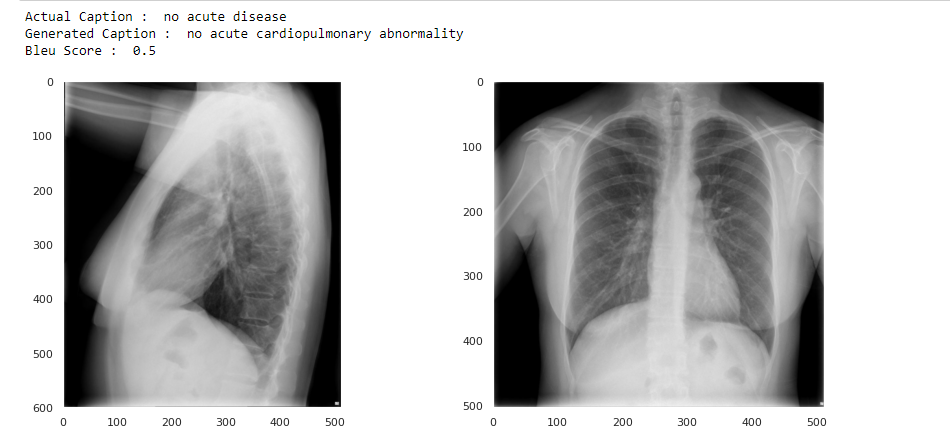 Actual Caption :  no acute disease
Generated Caption :  no acute cardiopulmonary abnormality
Bleu Score :  0.5
0
100
200
300
400
500
600
0 100 200 300 400 500
0
100
200
300
400
500
0 100 200 300 400 500